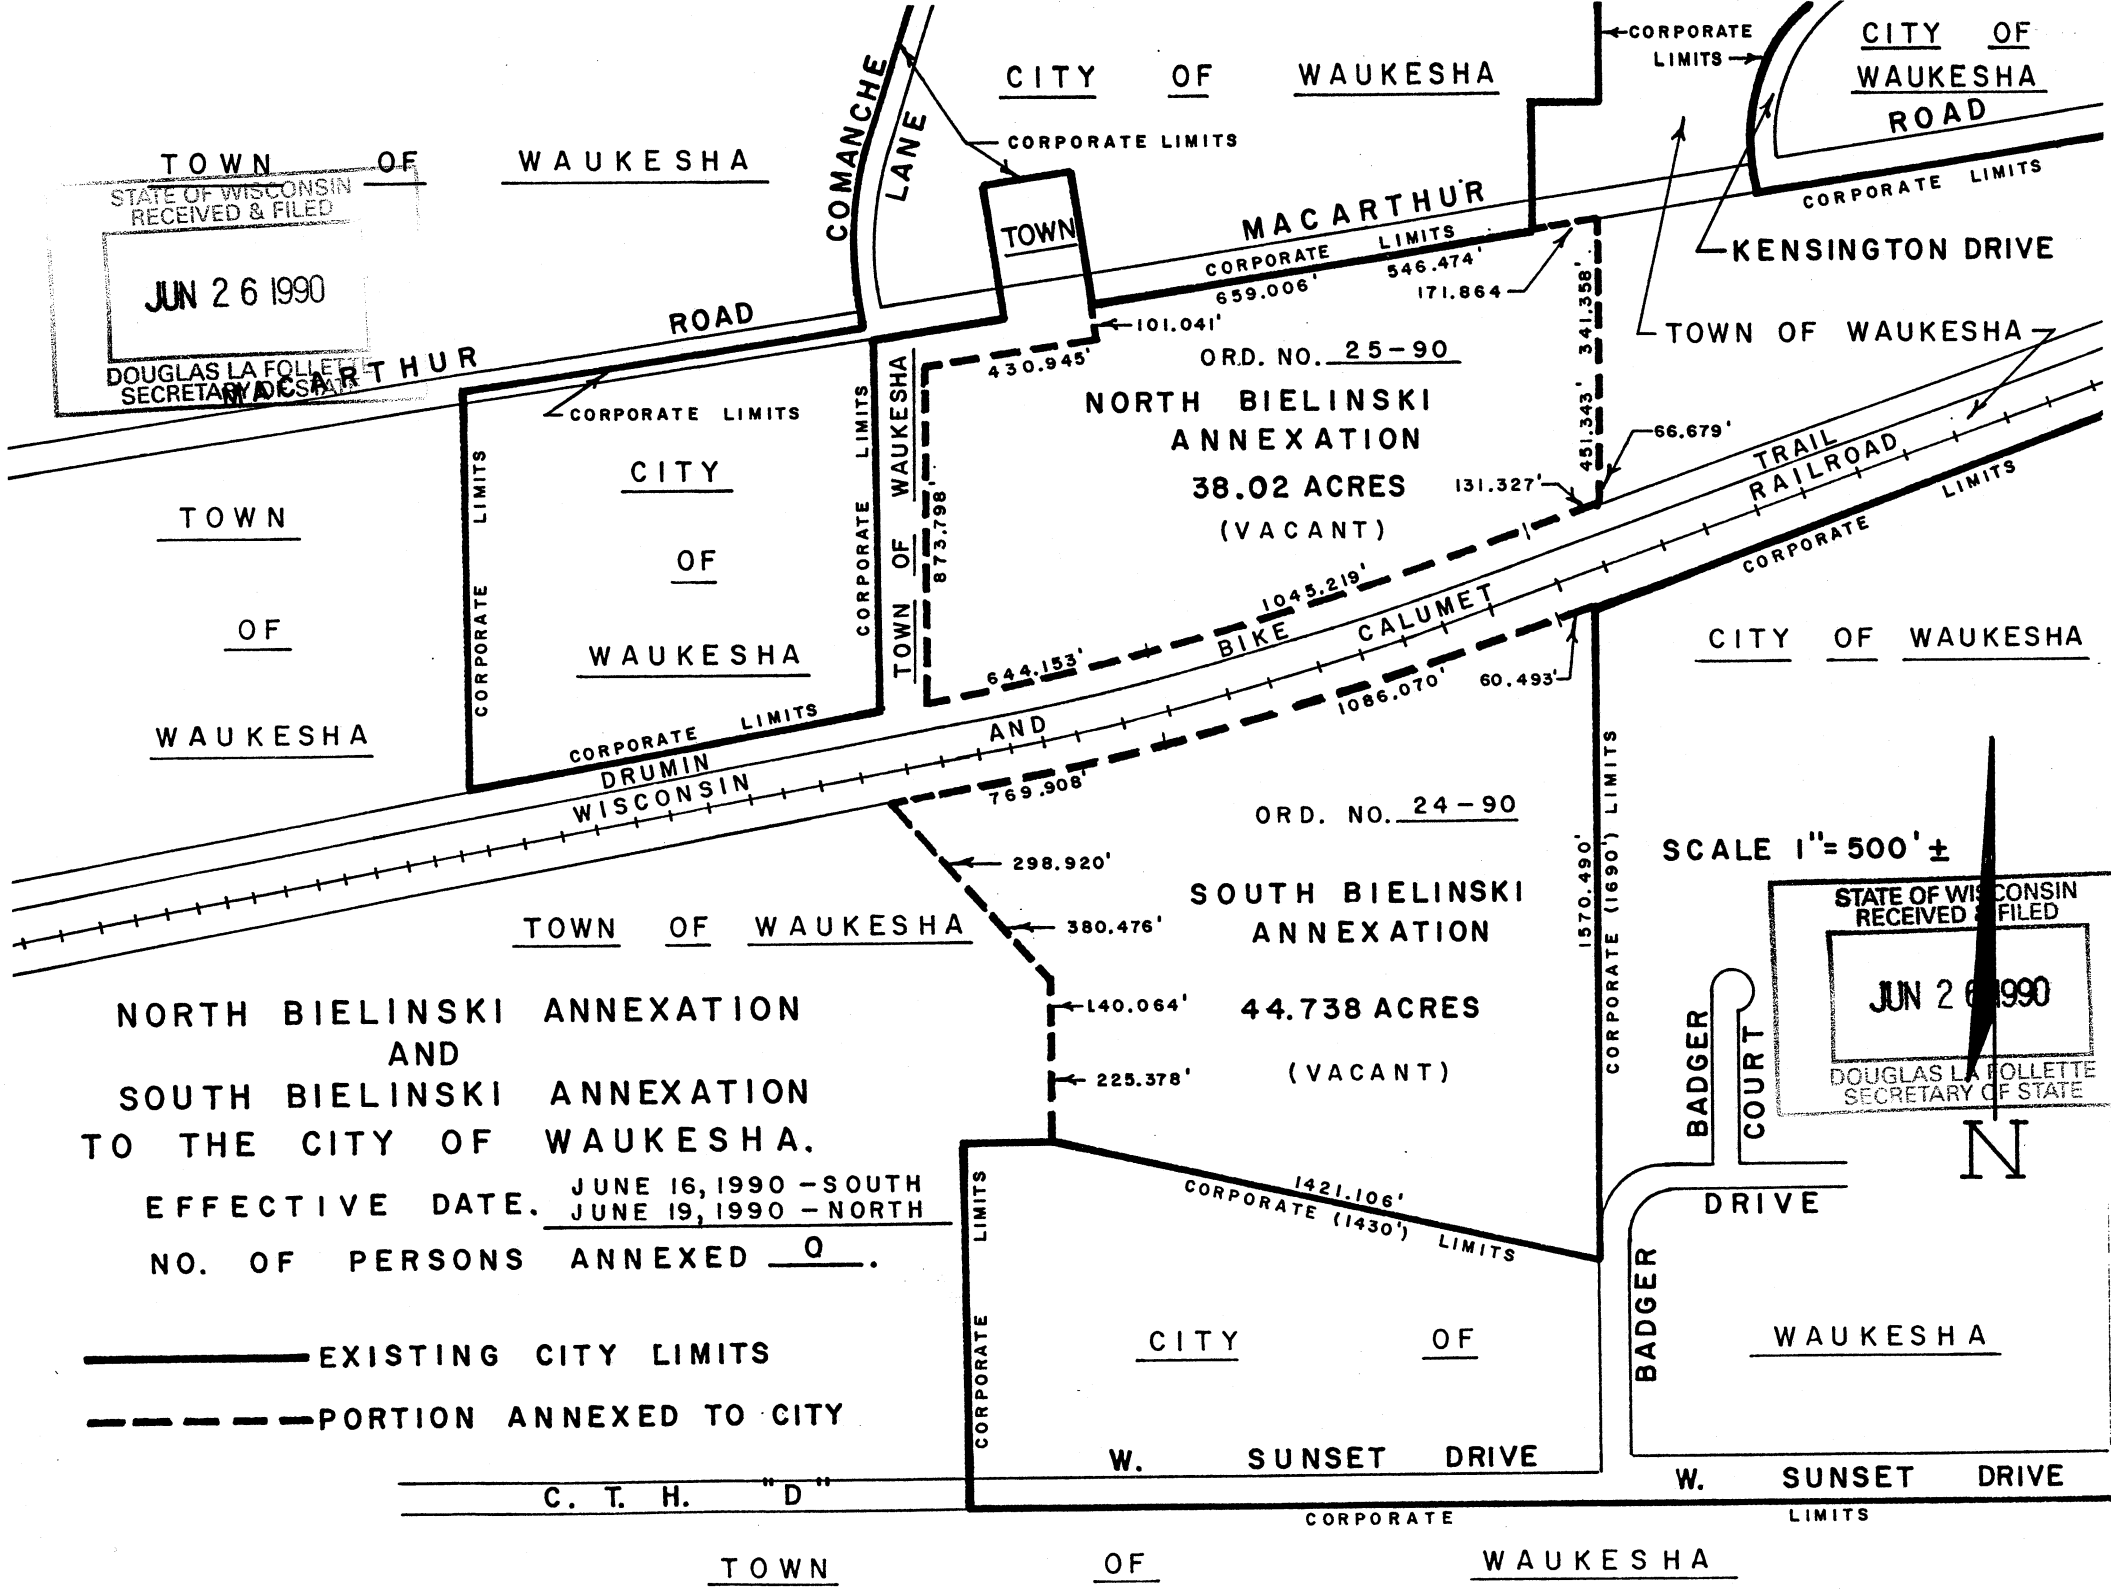 CORPORATE
LIMITS
CITY OF
WAUKESHA
ROAD
CITY OF WAUKESHA
COMANCHE
LANE
CORPORATE LIMITS
TOWN OF WAUKESHA
STATE OF WISCONSIN
RECEIVED & FILED
JUN 26 1990
DOUGLAS LA FOLLETTE
SECRETARY OF STATE
TOWN
MACARTHUR
CORPORATE LIMITS
659.006'
546.474'
171.864
CORPORATE LIMITS
KENSINGTON DRIVE
341.358'
TOWN OF WAUKESHA
MACARTHUR
ROAD
CORPORATE LIMITS
101.041'
430.945'
ORD. NO. 25-90
NORTH BIELINSKI
ANNEXATION
38.02 ACRES
(VACANT)
451.343'
66.679'
131.327'
TRAIL
RAILROAD
CORPORATE LIMITS
CORPORATE LIMITS
CITY
OF
WAUKESHA
CORPORATE LIMITS
TOWN OF WAUKESHA
873.798'
TOWN
OF
WAUKESHA
644.153'
1045.219'
BIKE
CALUMET
1086.070'
60.493'
CITY OF WAUKESHA
CORPORATE LIMITS
DRUMIN
WISCONSIN
AND
769.908'
ORD. NO. 24-90
298.920'
380.476'
140.064'
225.378'
SOUTH BIELINSKI
ANNEXATION
44.738 ACRES
(VACANT)
1570.490'
CORPORATE (1690') LIMITS
SCALE 1"=500'±
STATE OF WISCONSIN
RECEIVED & FILED
JUN 26 1990
DOUGLAS LA FOLLETTE
SECRETARY OF STATE
N
TOWN OF WAUKESHA
NORTH BIELINSKI ANNEXATION
AND
SOUTH BIELINSKI ANNEXATION
TO THE CITY OF WAUKESHA.
EFFECTIVE DATE. JUNE 16, 1990 -SOUTH
JUNE 19, 1990 -NORTH
NO. OF PERSONS ANNEXED 0.
EXISTING CITY LIMITS
PORTION ANNEXED TO CITY
BADGER
COURT
DRIVE
BADGER
1421.106'
CORPORATE (1430') LIMITS
CORPORATE LIMITS
CITY OF
WAUKESHA
W. SUNSET DRIVE
W. SUNSET DRIVE
C. T. H. "D"
CORPORATE LIMITS
TOWN OF WAUKESHA